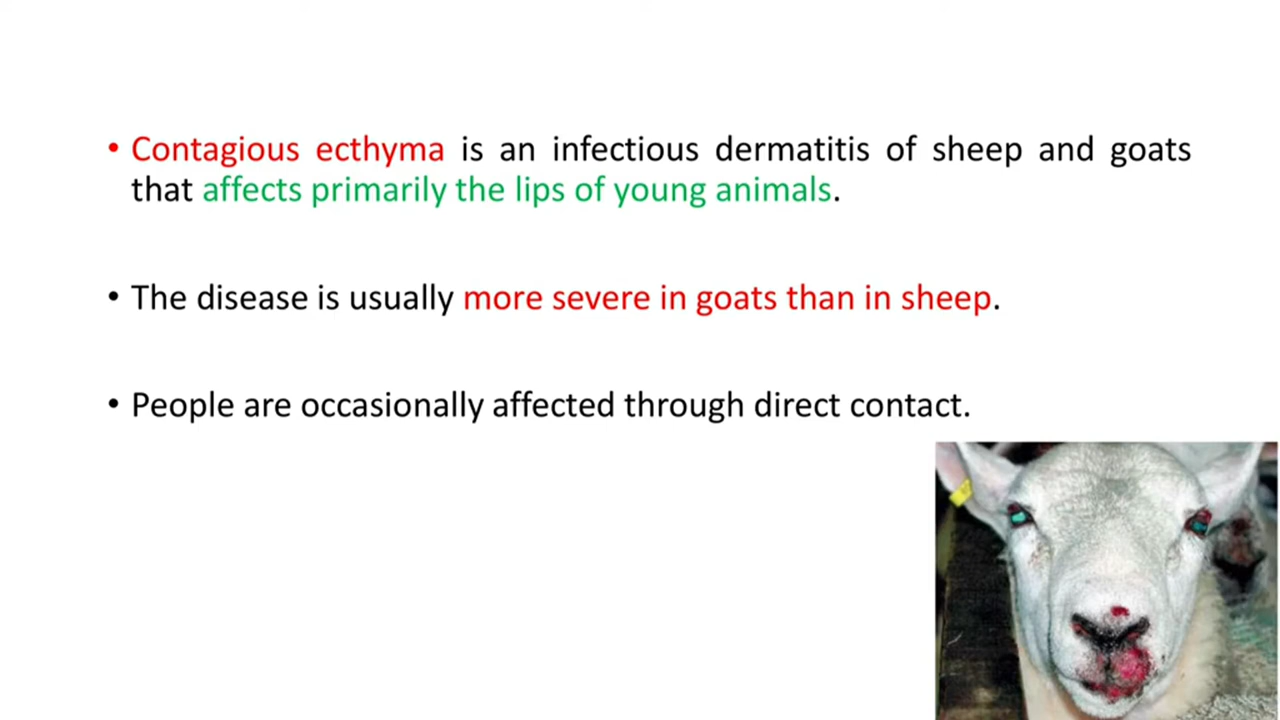 • Contagious ecthyma is an infectious dermatitis of sheep and goats
that affects primarily the lips of young animals.
• The disease is usually more severe in goats than in sheep.
• People are occasionally affected through direct contact.